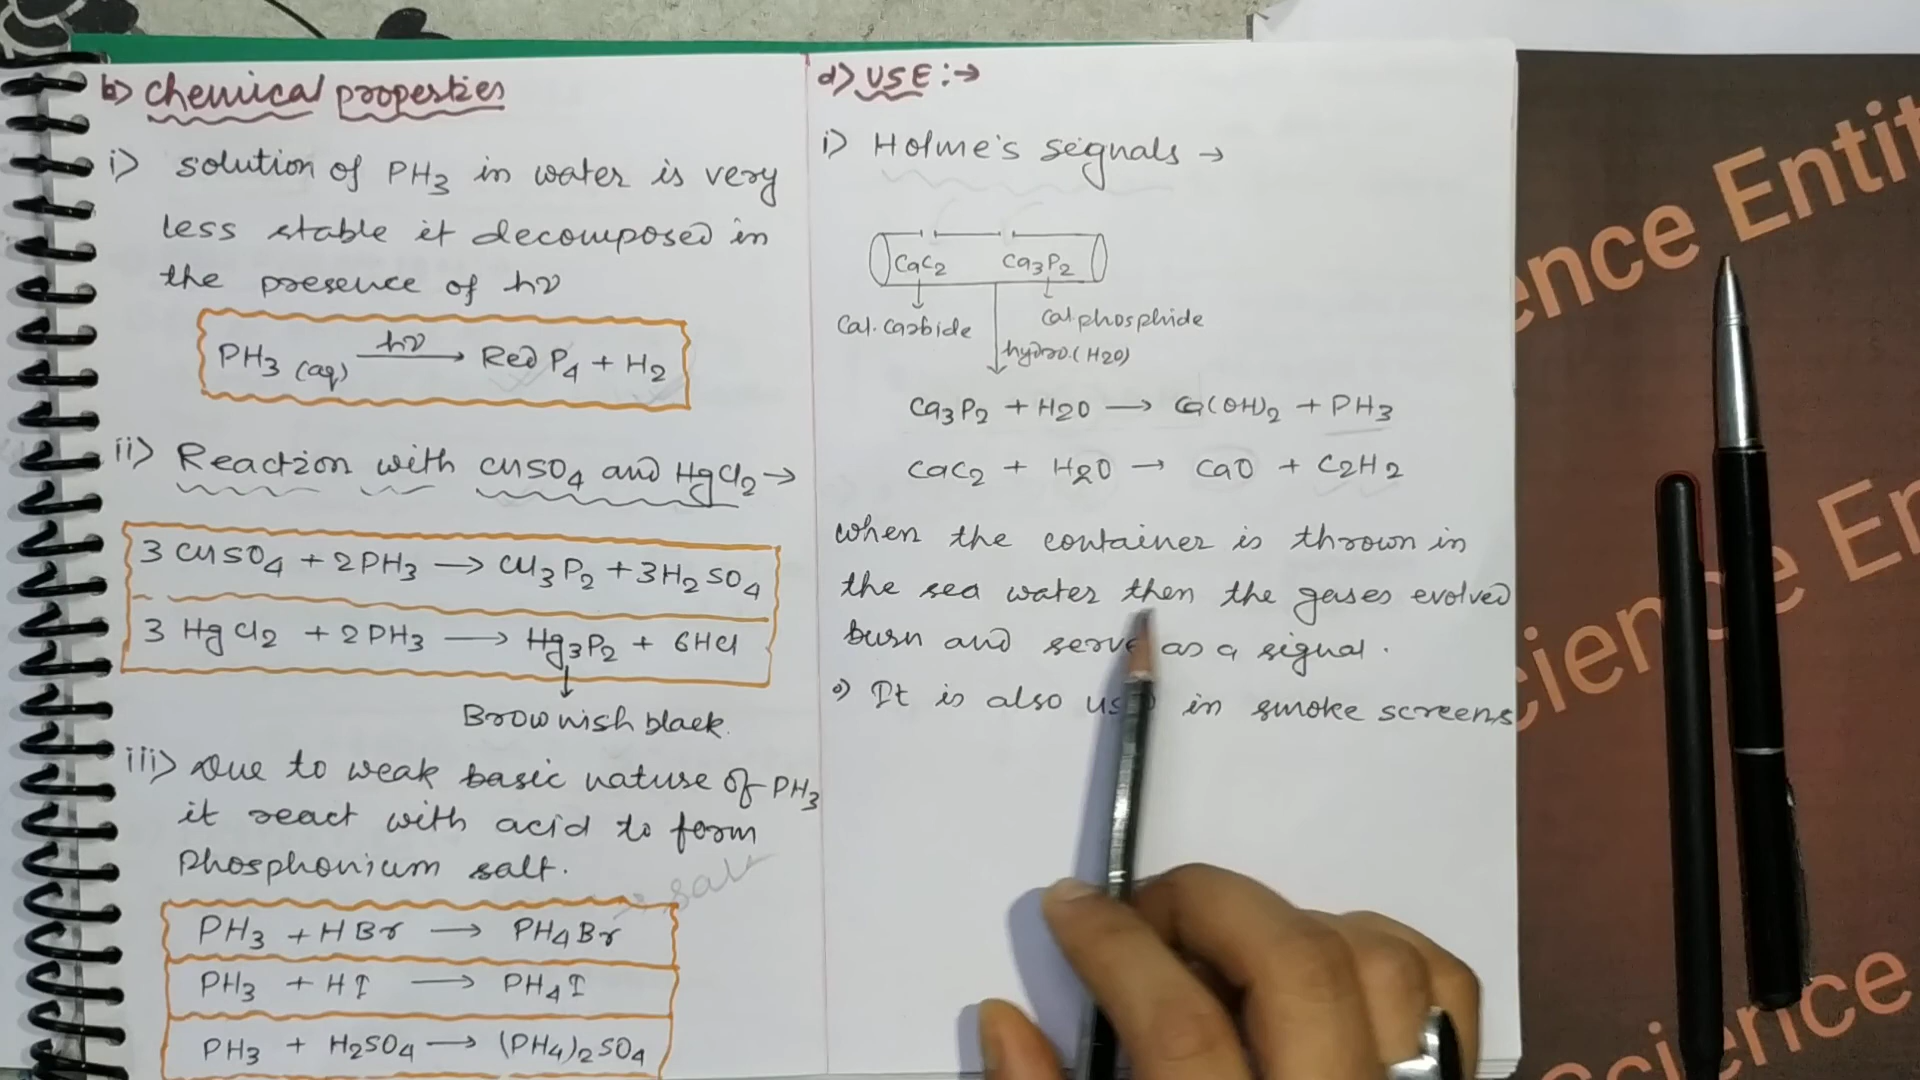 b) Chemical properties
i) solution of PH3 in water is very
less stable it decomposed in
the presence of hν
PH3 (aq) hν → Red P4 + H2
ii) Reaction with CuSO4 and HgCl2 →
3 CuSO4 + 2PH3 → Cu3P2 + 3H2SO4
3 HgCl2 + 2PH3 → Hg3P2 + 6HCl
Brownish black.
iii) Due to weak basic nature of PH3
it react with acid to form
Phosphonium salt.
→ salt
PH3 + HBr → PH4Br
PH3 + HI → PH4I
PH3 + H2SO4 → (PH4)2SO4
d) USE :→
i) Holme's signals →
CaC2 Ca3P2
Cal. Carbide
Cal phosphide
hydro. (H2O)
Ca3P2 + H2O → Ca(OH)2 + PH3
CaC2 + H2O → CaO + C2H2
when the container is thrown in
the sea water then the gases evolved
burn and serve as a signal.
o) It is also in smoke screens
ence Entit
cience E
Science